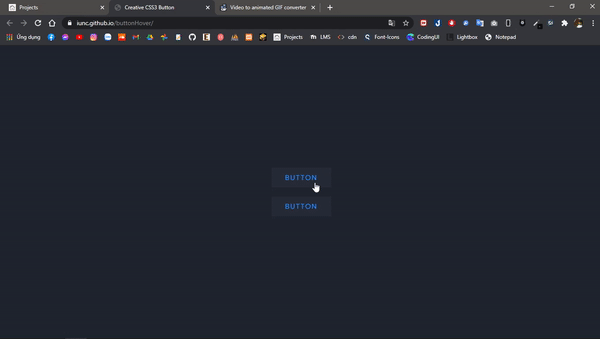 Projects
Creative CSS3 Button
Video to animated GIF converter
iunc.github.io/buttonHover/
Ứng dụng
Projects
LMS
cdn
Font-Icons
CodingUI
Lightbox
Notepad
BUTTON
BUTTON